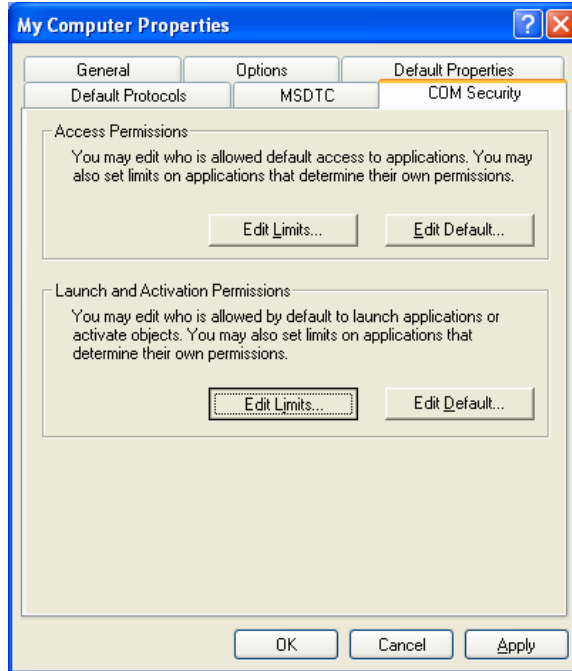 My Computer Properties
General Options Default Properties
Default Protocols MSDTC COM Security
Access Permissions
You may edit who is allowed default access to applications. You may
also set limits on applications that determine their own permissions.
Edit Limits... Edit Default...
Launch and Activation Permissions
You may edit who is allowed by default to launch applications or
activate objects. You may also set limits on applications that
determine their own permissions.
Edit Limits... Edit Default...
OK Cancel Apply